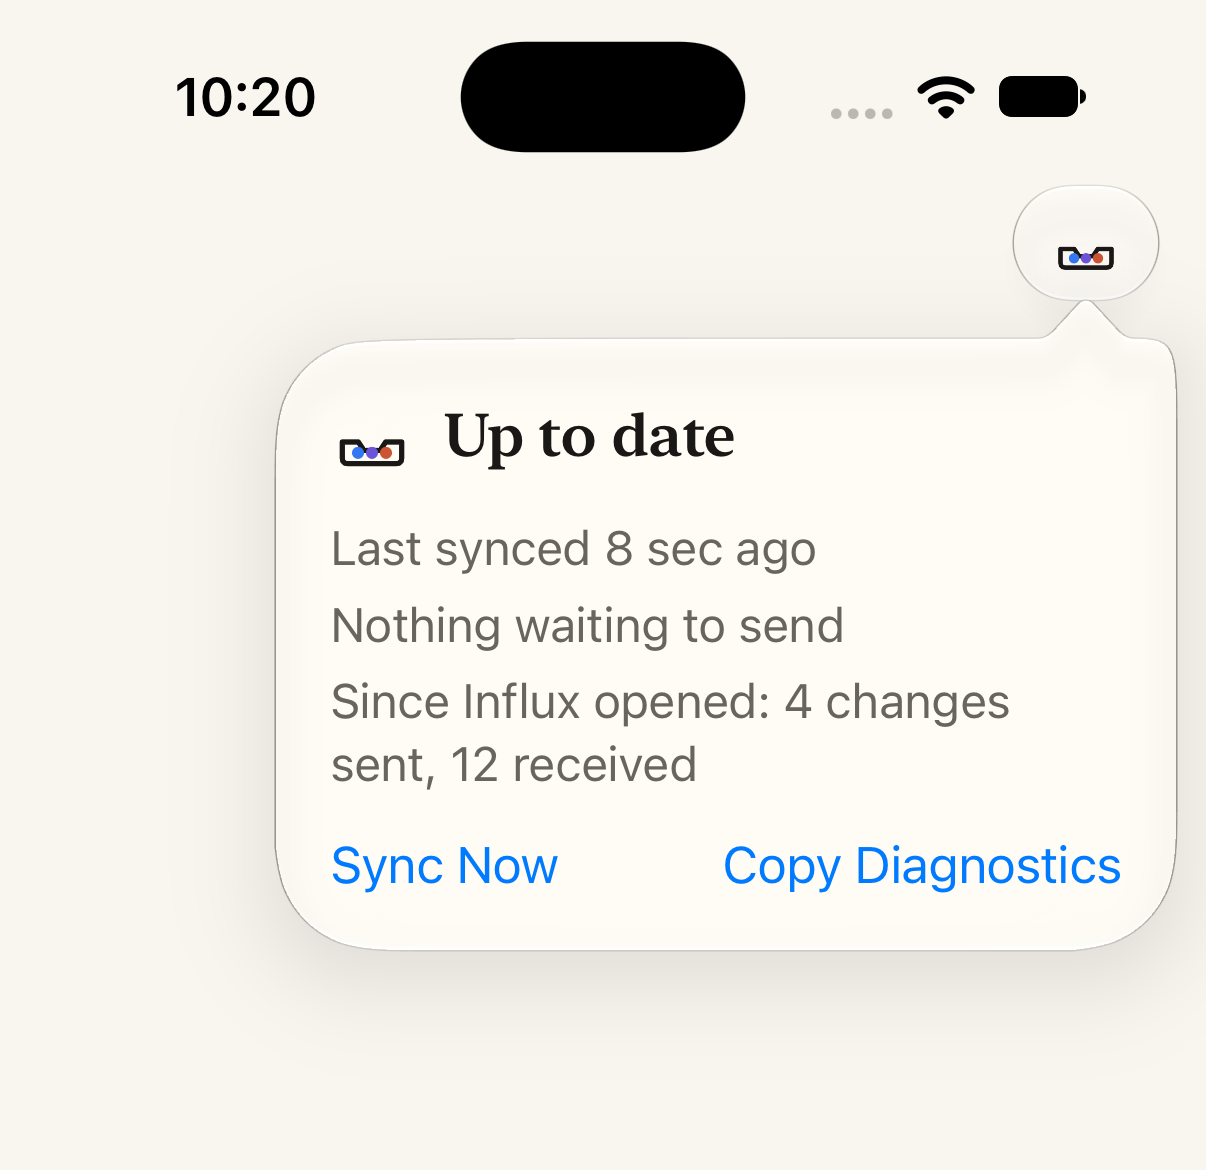 10:20
Up to date
Last synced 8 sec ago
Nothing waiting to send
Since Influx opened: 4 changes
sent, 12 received
Sync Now
Copy Diagnostics